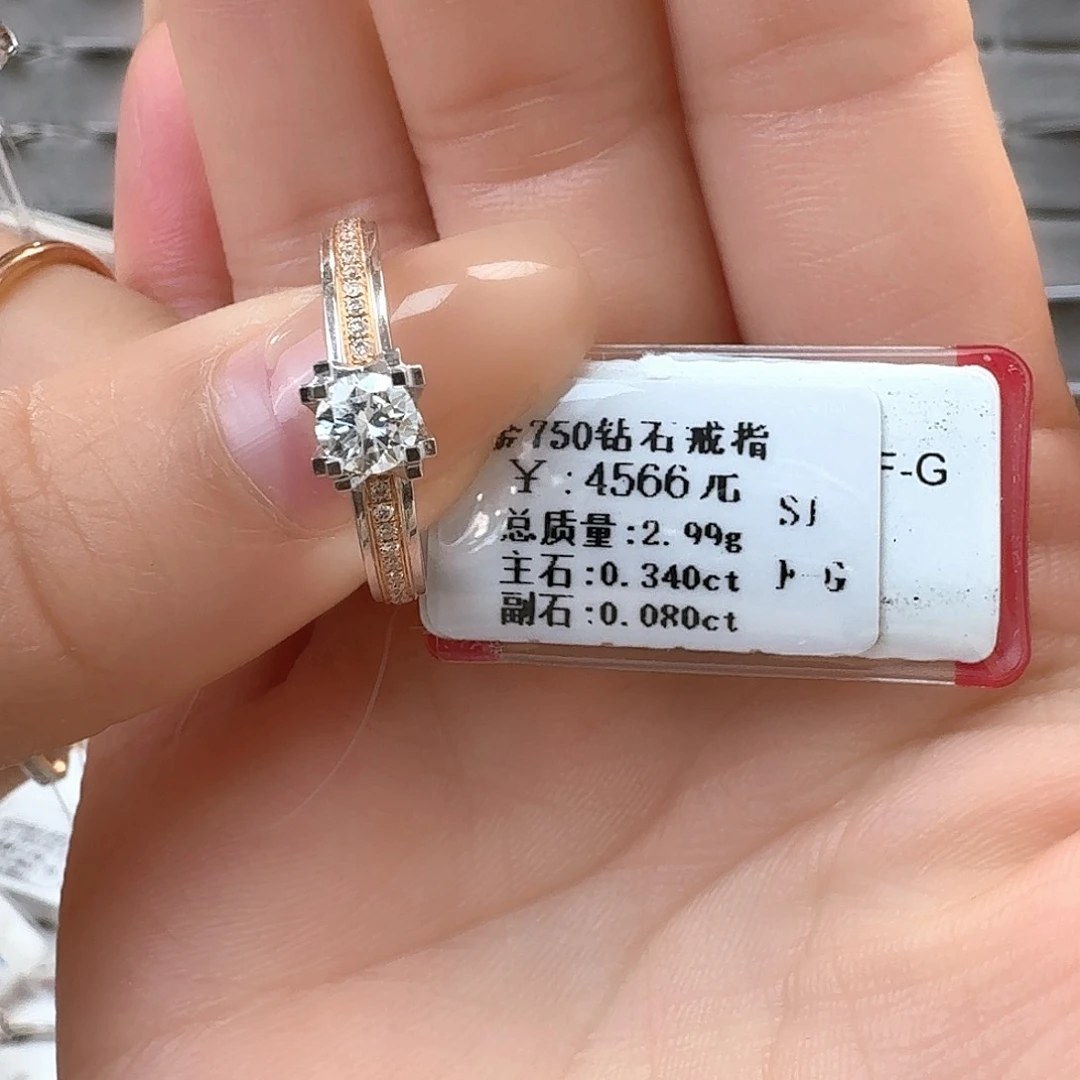 金750钻石戒指
¥:4566元
SI
总质量:2.99g
主石:0.340ct F-G
副石:0.080ct
F-G